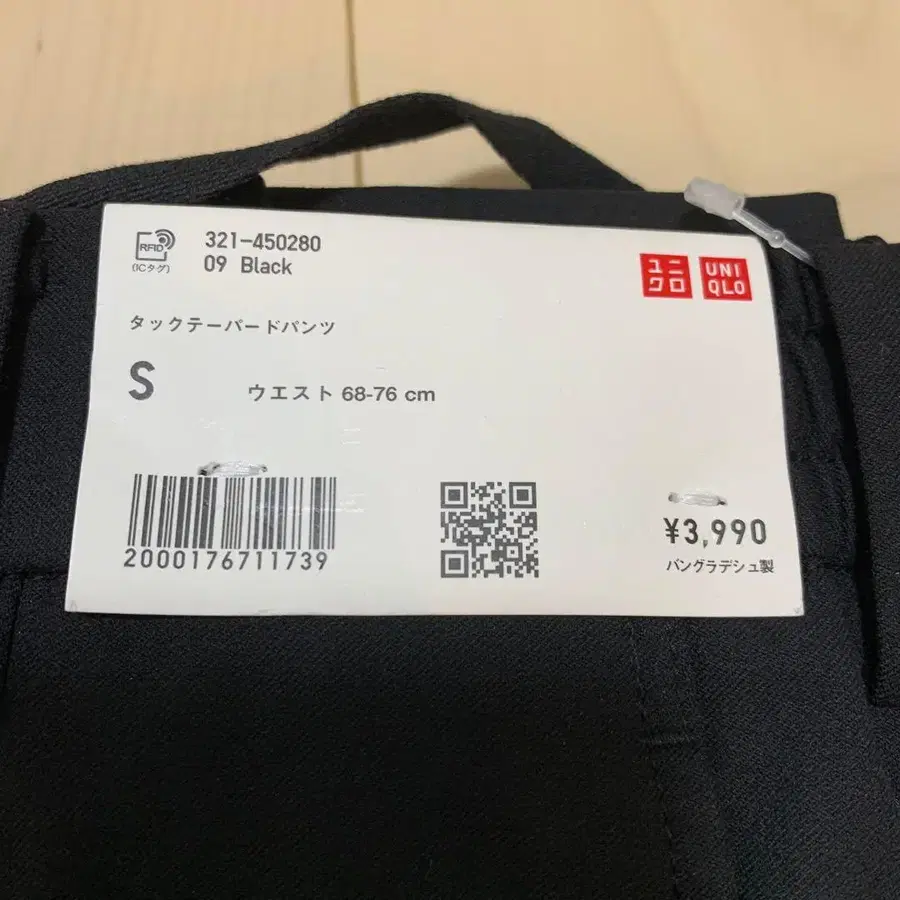 RFID
(ICタグ)
321-450280
09 Black
ユニ
クロ
UNI
QLO
タックテーパードパンツ
S
ウエスト 68-76 cm
2000176711739
¥3,990
バングラデシュ製